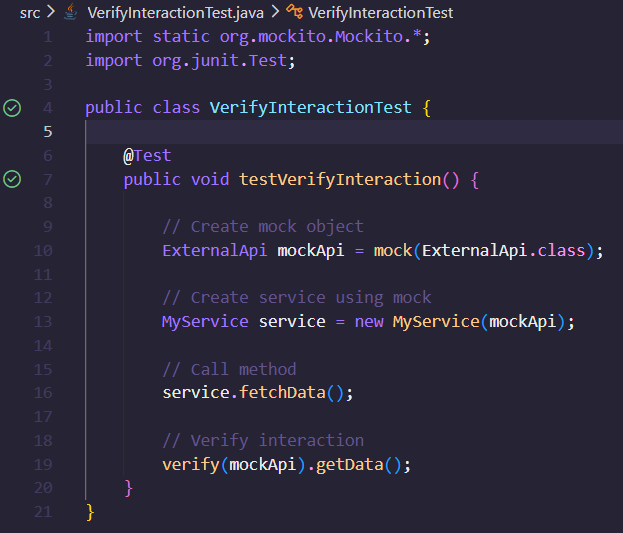 src > VerifyInteractionTest.java > VerifyInteractionTest
1 import static org.mockito.Mockito.*;
2 import org.junit.Test;
3
4 public class VerifyInteractionTest {
5
6 @Test
7 public void testVerifyInteraction() {
8
9 // Create mock object
10 ExternalApi mockApi = mock(ExternalApi.class);
11
12 // Create service using mock
13 MyService service = new MyService(mockApi);
14
15 // Call method
16 service.fetchData();
17
18 // Verify interaction
19 verify(mockApi).getData();
20 }
21 }